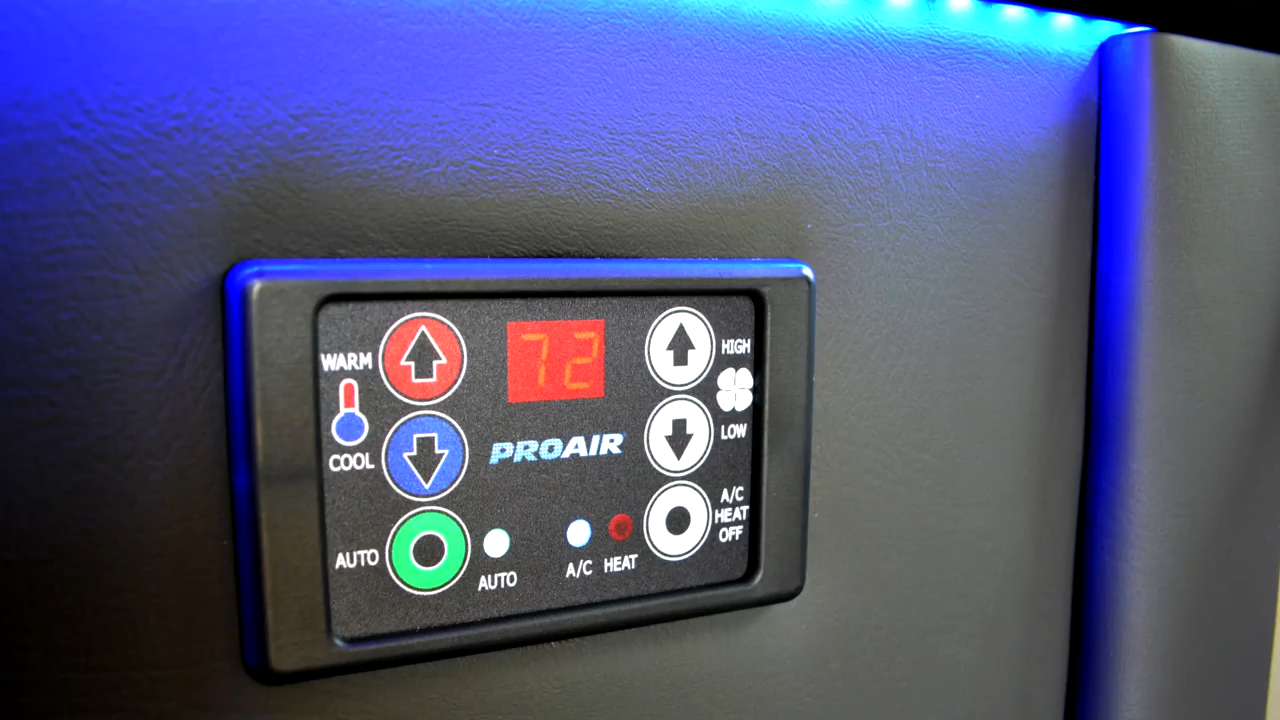 WARM
COOL
AUTO
72
PROAIR
AUTO
A/C HEAT
HIGH
LOW
A/C
HEAT
OFF